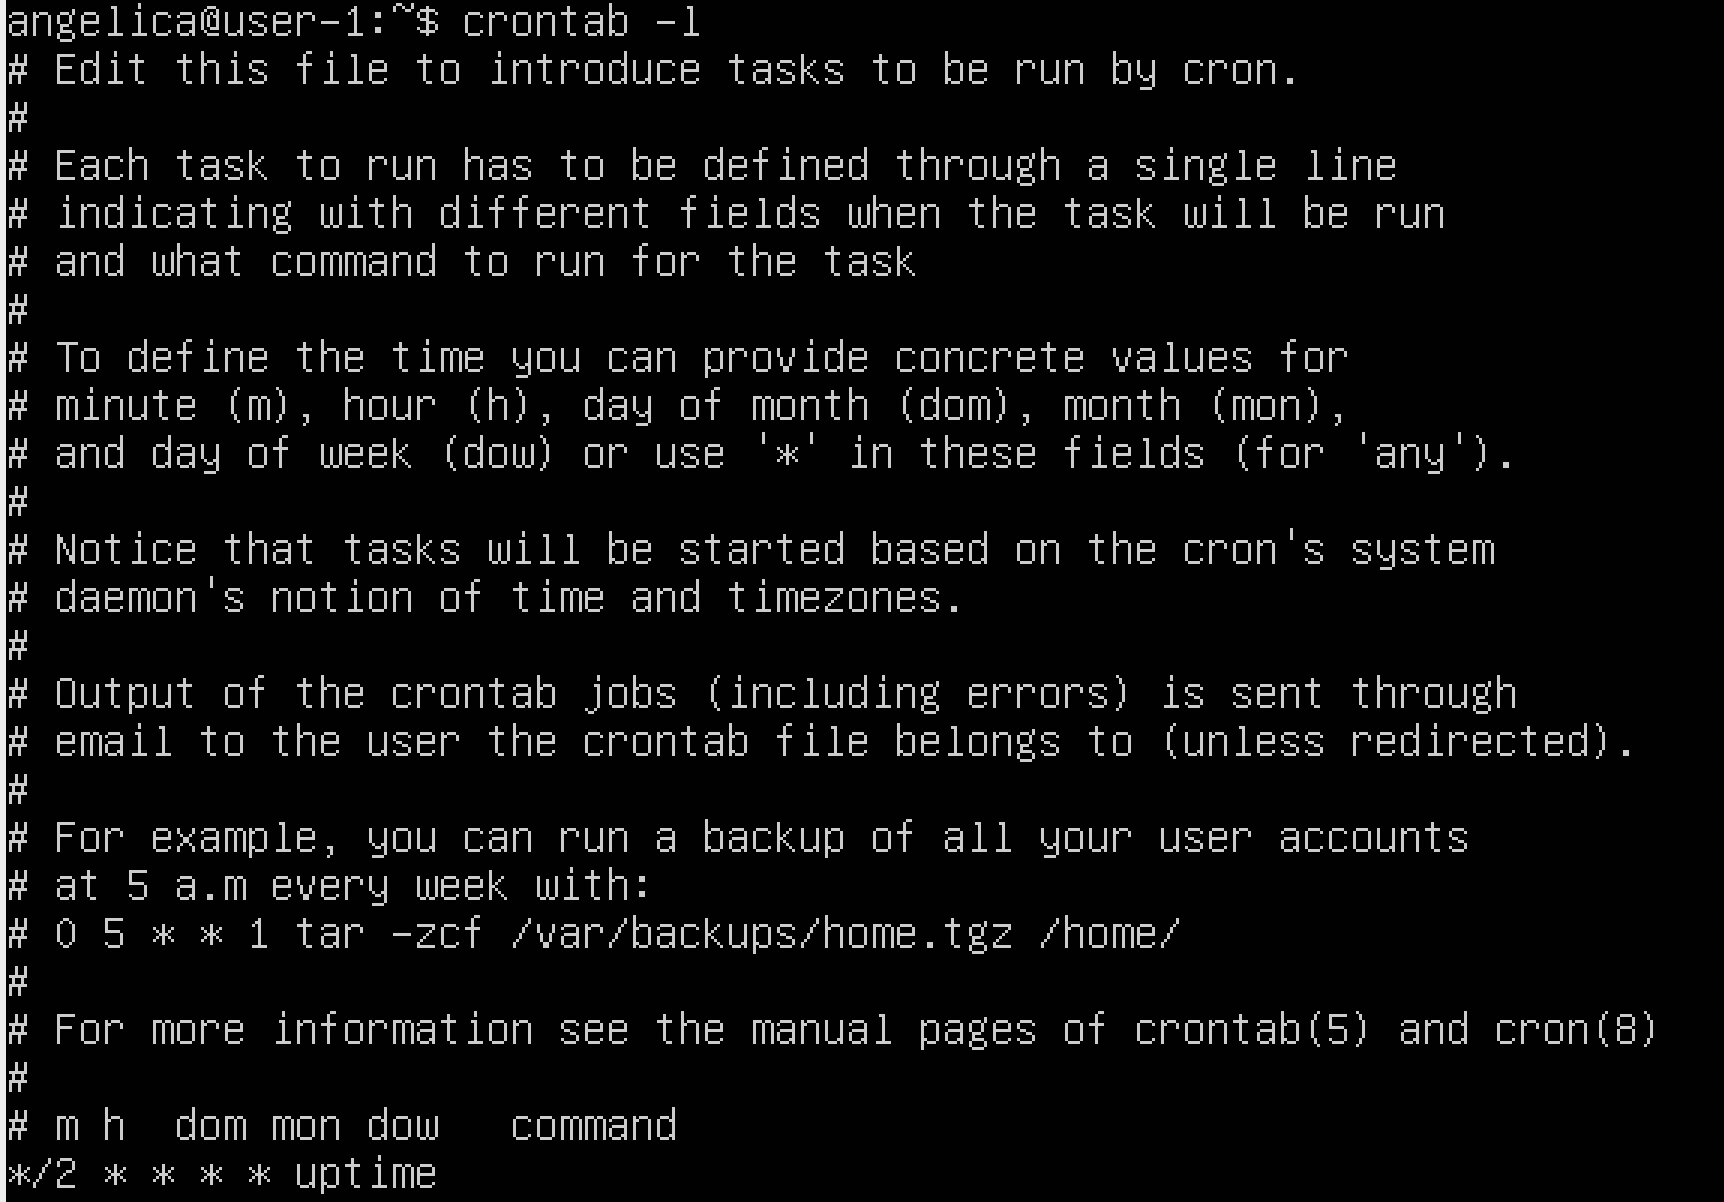 angelica@user-1:~$ crontab -l
# Edit this file to introduce tasks to be run by cron.
#
# Each task to run has to be defined through a single line
# indicating with different fields when the task will be run
# and what command to run for the task
#
# To define the time you can provide concrete values for
# minute (m), hour (h), day of month (dom), month (mon),
# and day of week (dow) or use '*' in these fields (for 'any').
#
# Notice that tasks will be started based on the cron's system
# daemon's notion of time and timezones.
#
# Output of the crontab jobs (including errors) is sent through
# email to the user the crontab file belongs to (unless redirected).
#
# For example, you can run a backup of all your user accounts
# at 5 a.m every week with:
# 0 5 * * 1 tar -zcf /var/backups/home.tgz /home/
#
# For more information see the manual pages of crontab(5) and cron(8)
#
# m h  dom mon dow   command
*/2 * * * * uptime